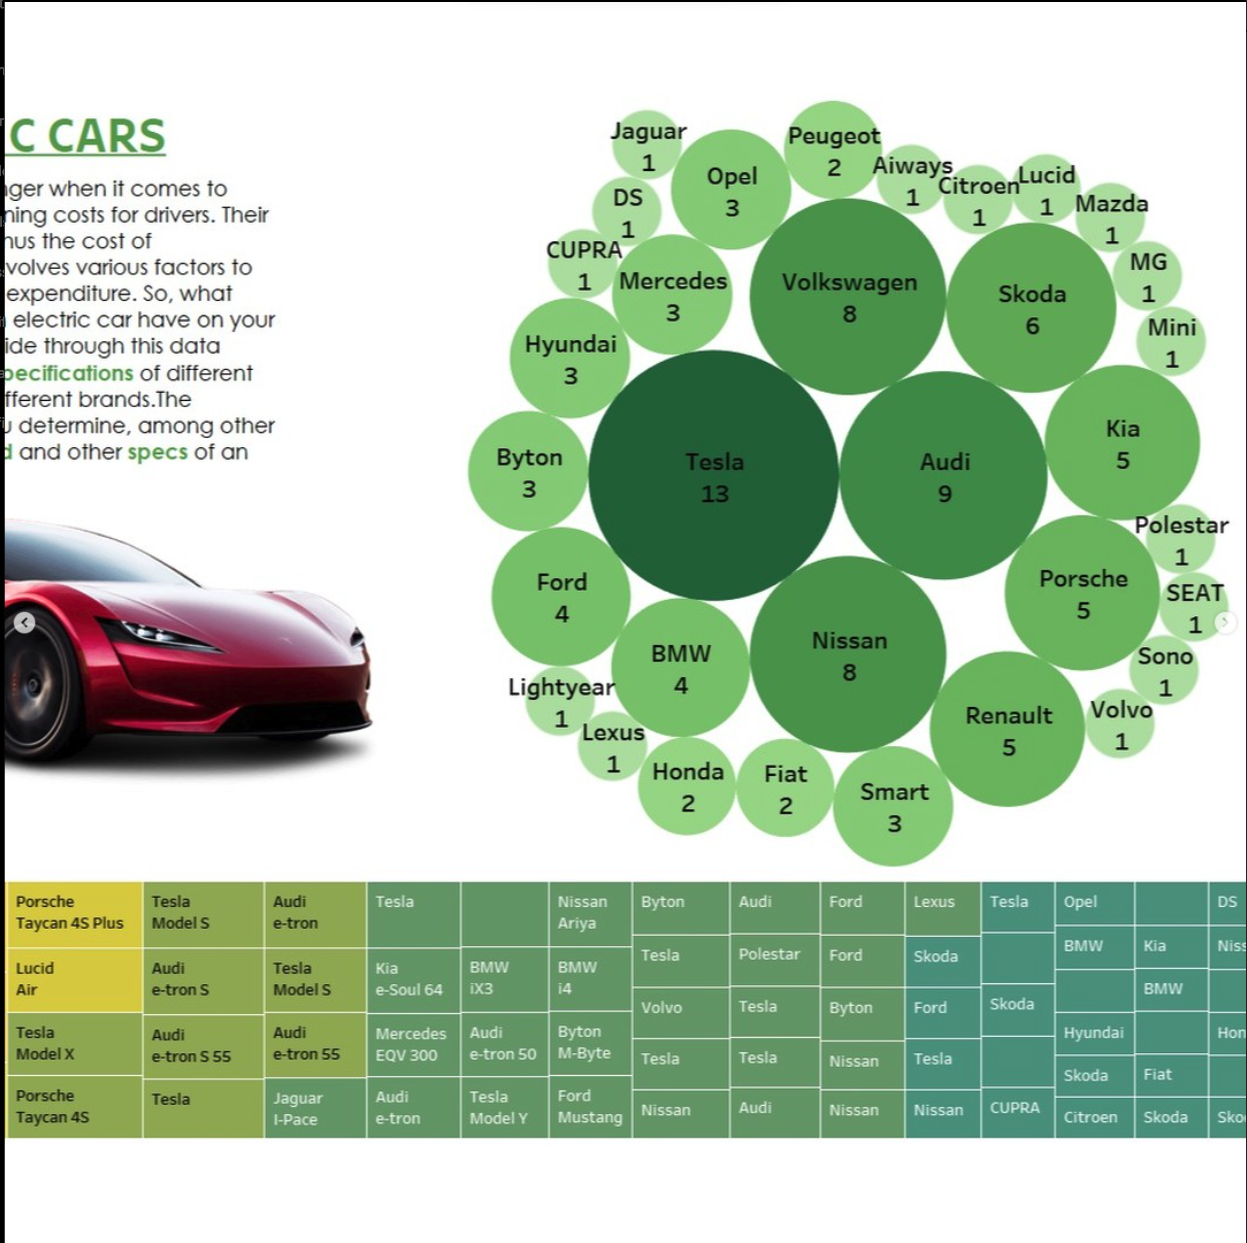 C CARS
nger when it comes to
ning costs for drivers. Their
nus the cost of
volves various factors to
expenditure. So, what
electric car have on your
ide through this data
pecifications of different
fferent brands.The
u determine, among other
d and other specs of an
Jaguar
1
Opel
3
Peugeot
2
Aiways
1
Citroen
1
Lucid
1
Mazda
1
DS
1
CUPRA
1
Mercedes
3
Volkswagen
8
Skoda
6
MG
1
Mini
1
Hyundai
3
Byton
3
Tesla
13
Audi
9
Kia
5
Polestar
1
Ford
4
BMW
4
Nissan
8
Porsche
5
SEAT
1
Sono
1
Lightyear
1
Lexus
1
Honda
2
Fiat
2
Smart
3
Renault
5
Volvo
1
Porsche
Taycan 4S Plus
Lucid
Air
Tesla
Model X
Porsche
Taycan 4S
Tesla
Model S
Audi
e-tron S
Audi
e-tron S 55
Tesla
Audi
e-tron
Tesla
Model S
Audi
e-tron 55
Jaguar
I-Pace
Tesla
Kia
e-Soul 64
Mercedes
EQV 300
Audi
e-tron
BMW
iX3
Audi
e-tron 50
Tesla
Model Y
Nissan
Ariya
BMW
i4
Byton
M-Byte
Ford
Mustang
Byton
Tesla
Volvo
Tesla
Nissan
Audi
Polestar
Tesla
Tesla
Audi
Ford
Ford
Byton
Nissan
Nissan
Lexus
Skoda
Ford
Tesla
Nissan
Tesla
Skoda
CUPRA
Opel
BMW
Hyundai
Skoda
Citroen
Kia
BMW
Fiat
Skoda
DS
Niss
Hon
Sko